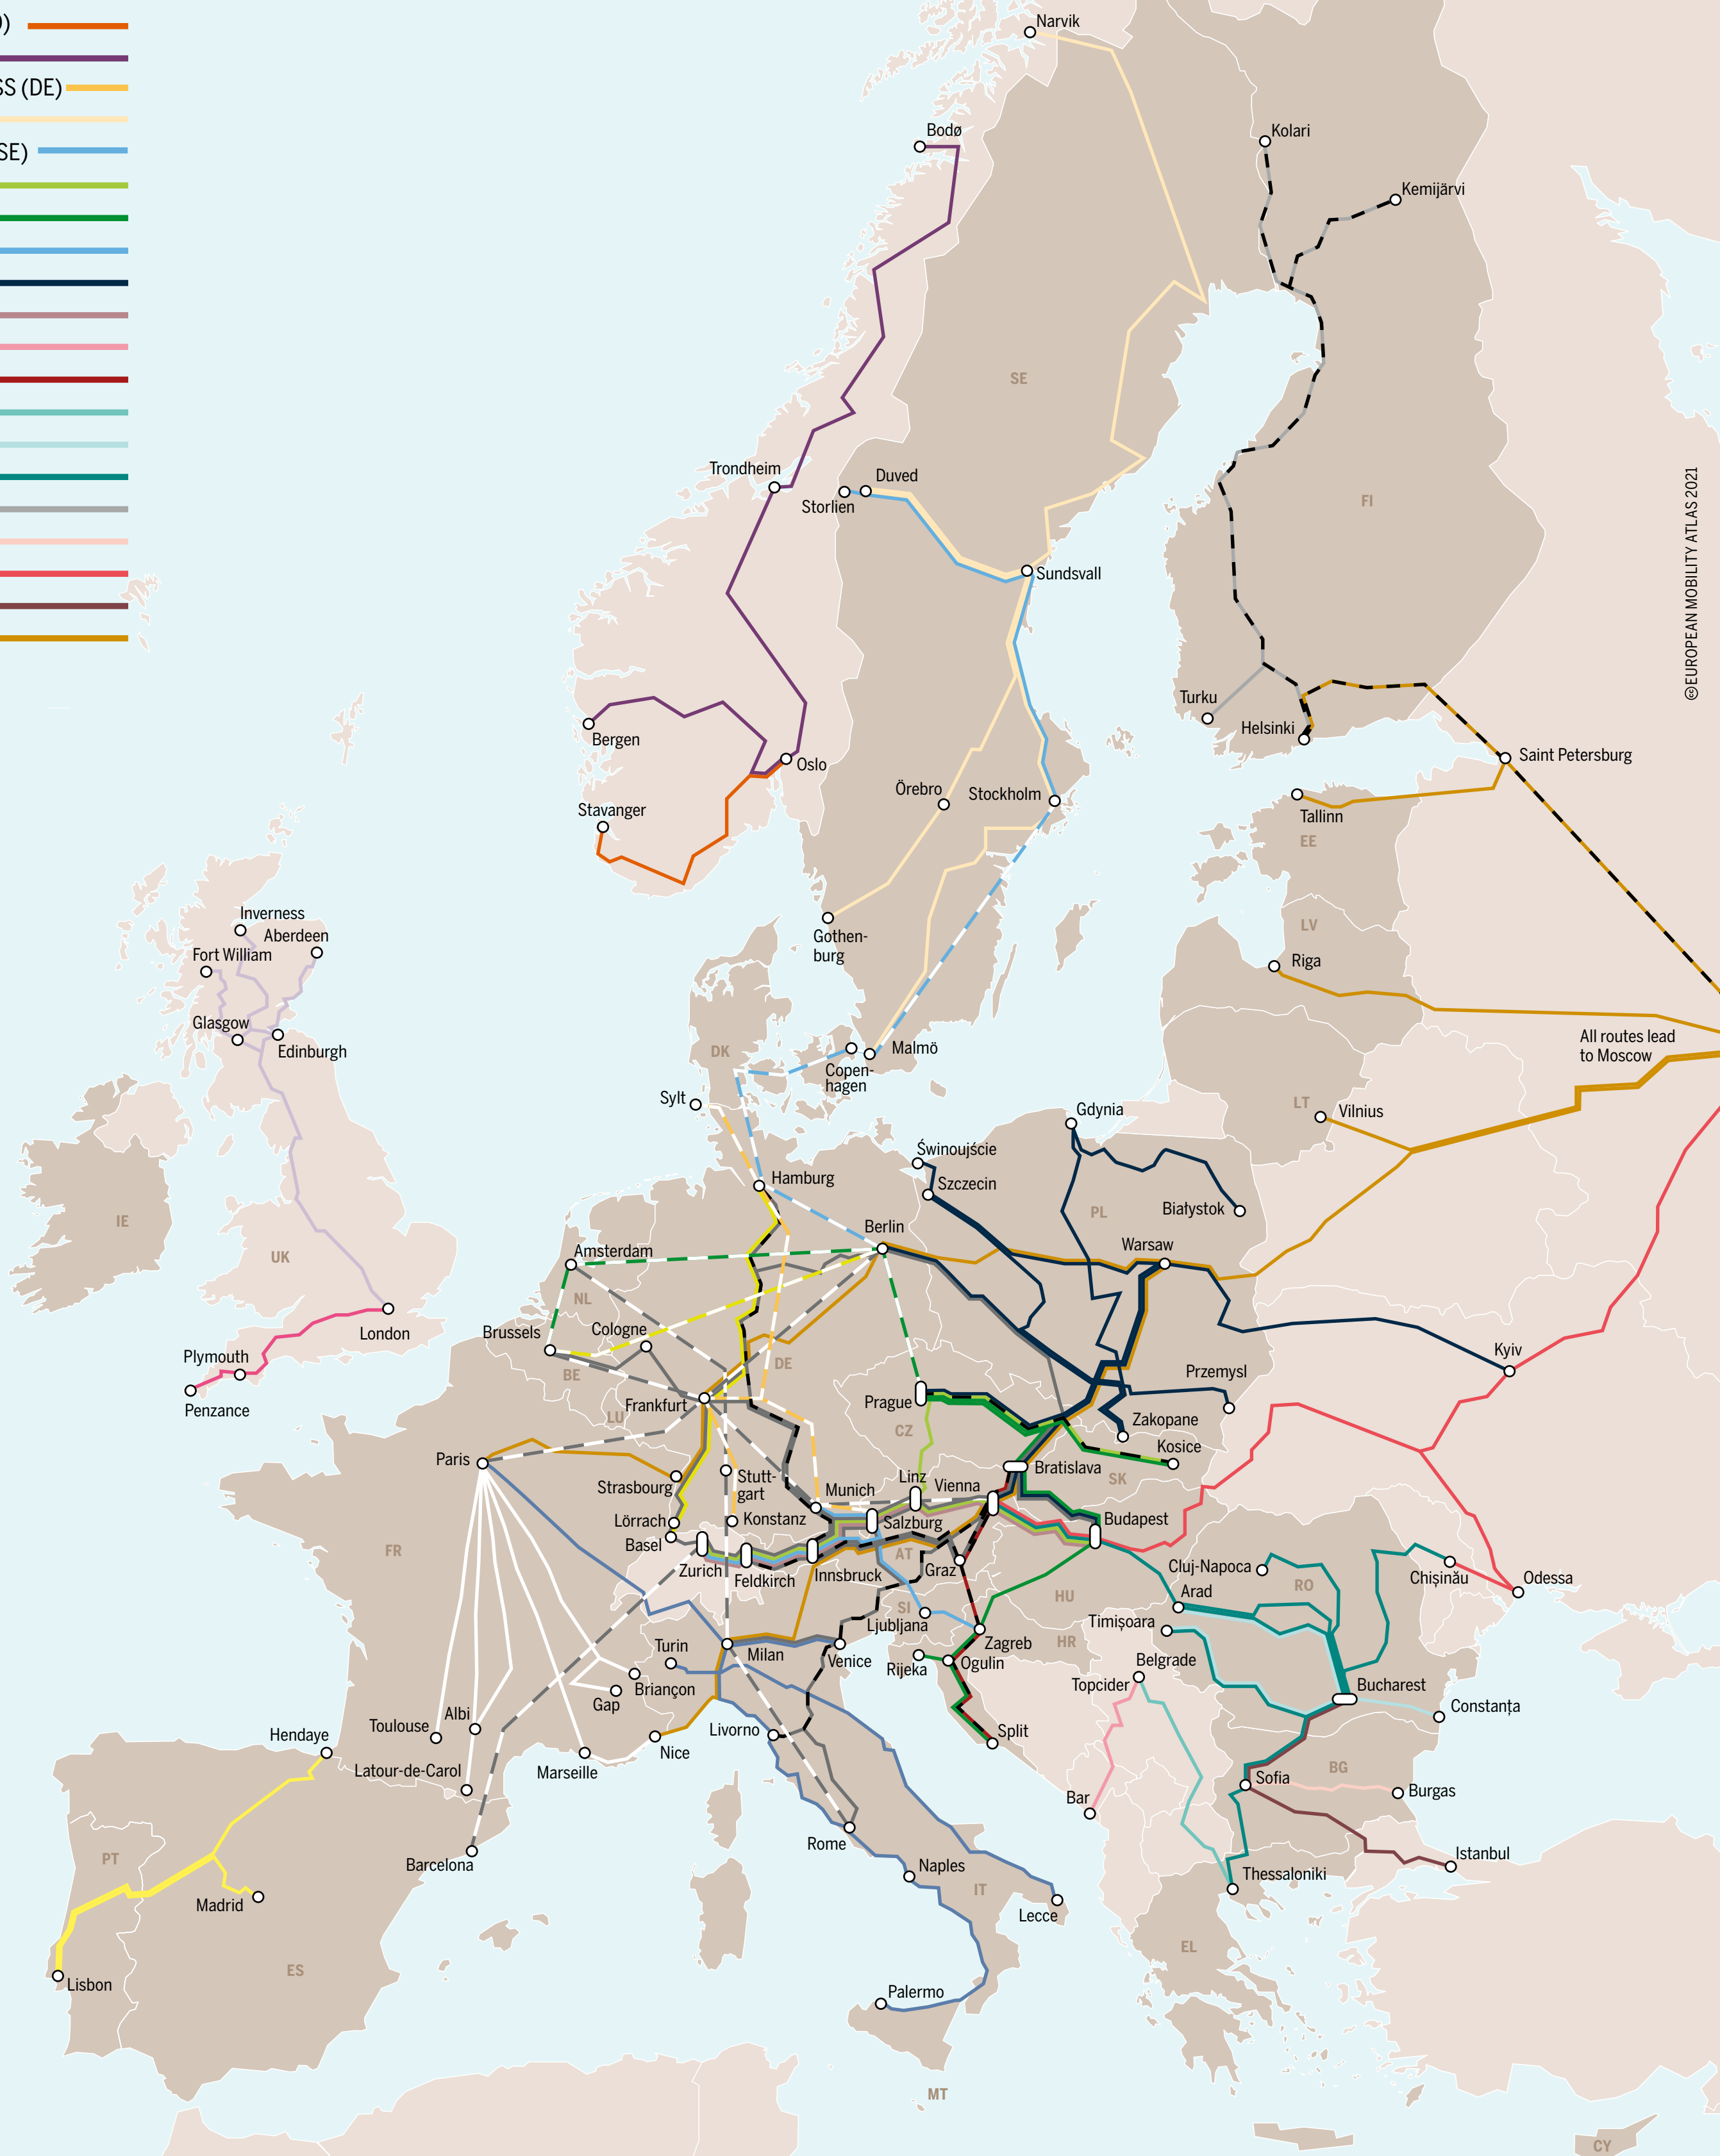 SS (DE)
SE)
Narvik
Bodø
Kolari
Kemijärvi
SE
Trondheim
Duved
Storlien
FI
©EUROPEAN MOBILITY ATLAS 2021
Sundsvall
Turku
Helsinki
Bergen
Oslo
Saint Petersburg
Örebro
Stockholm
Stavanger
Tallinn
EE
Inverness
Aberdeen
Fort William
Gothen-
burg
LV
Riga
Glasgow
Edinburgh
All routes lead
to Moscow
DK
Malmö
Copen-
hagen
Sylt
LT
Vilnius
Gdynia
Świnoujście
Hamburg
Szczecin
PL
Białystok
IE
UK
Berlin
Amsterdam
Warsaw
NL
London
Brussels
Cologne
Plymouth
Penzance
BE
DE
Kyiv
Przemysl
LU
Frankfurt
Prague
CZ
Zakopane
Kosice
Paris
Strasbourg
Stutt-
gart
Linz
Vienna
Bratislava
SK
Munich
Lörrach
Konstanz
Salzburg
Budapest
Basel
FR
AT
Zurich
Feldkirch
Innsbruck
Graz
Cluj-Napoca
RO
Chișinău
Odessa
Arad
HU
SI
Ljubljana
Timișoara
Turin
Milan
Venice
Zagreb
HR
Rijeka
Ogulin
Belgrade
Topcider
Bucharest
Briançon
Gap
Constanța
Albi
Toulouse
Livorno
Split
Hendaye
Nice
Marseille
Latour-de-Carol
Sofia
BG
Burgas
Bar
Rome
Istanbul
PT
Barcelona
Naples
Thessaloniki
Madrid
IT
Lecce
EL
ES
Lisbon
Palermo
MT
CY